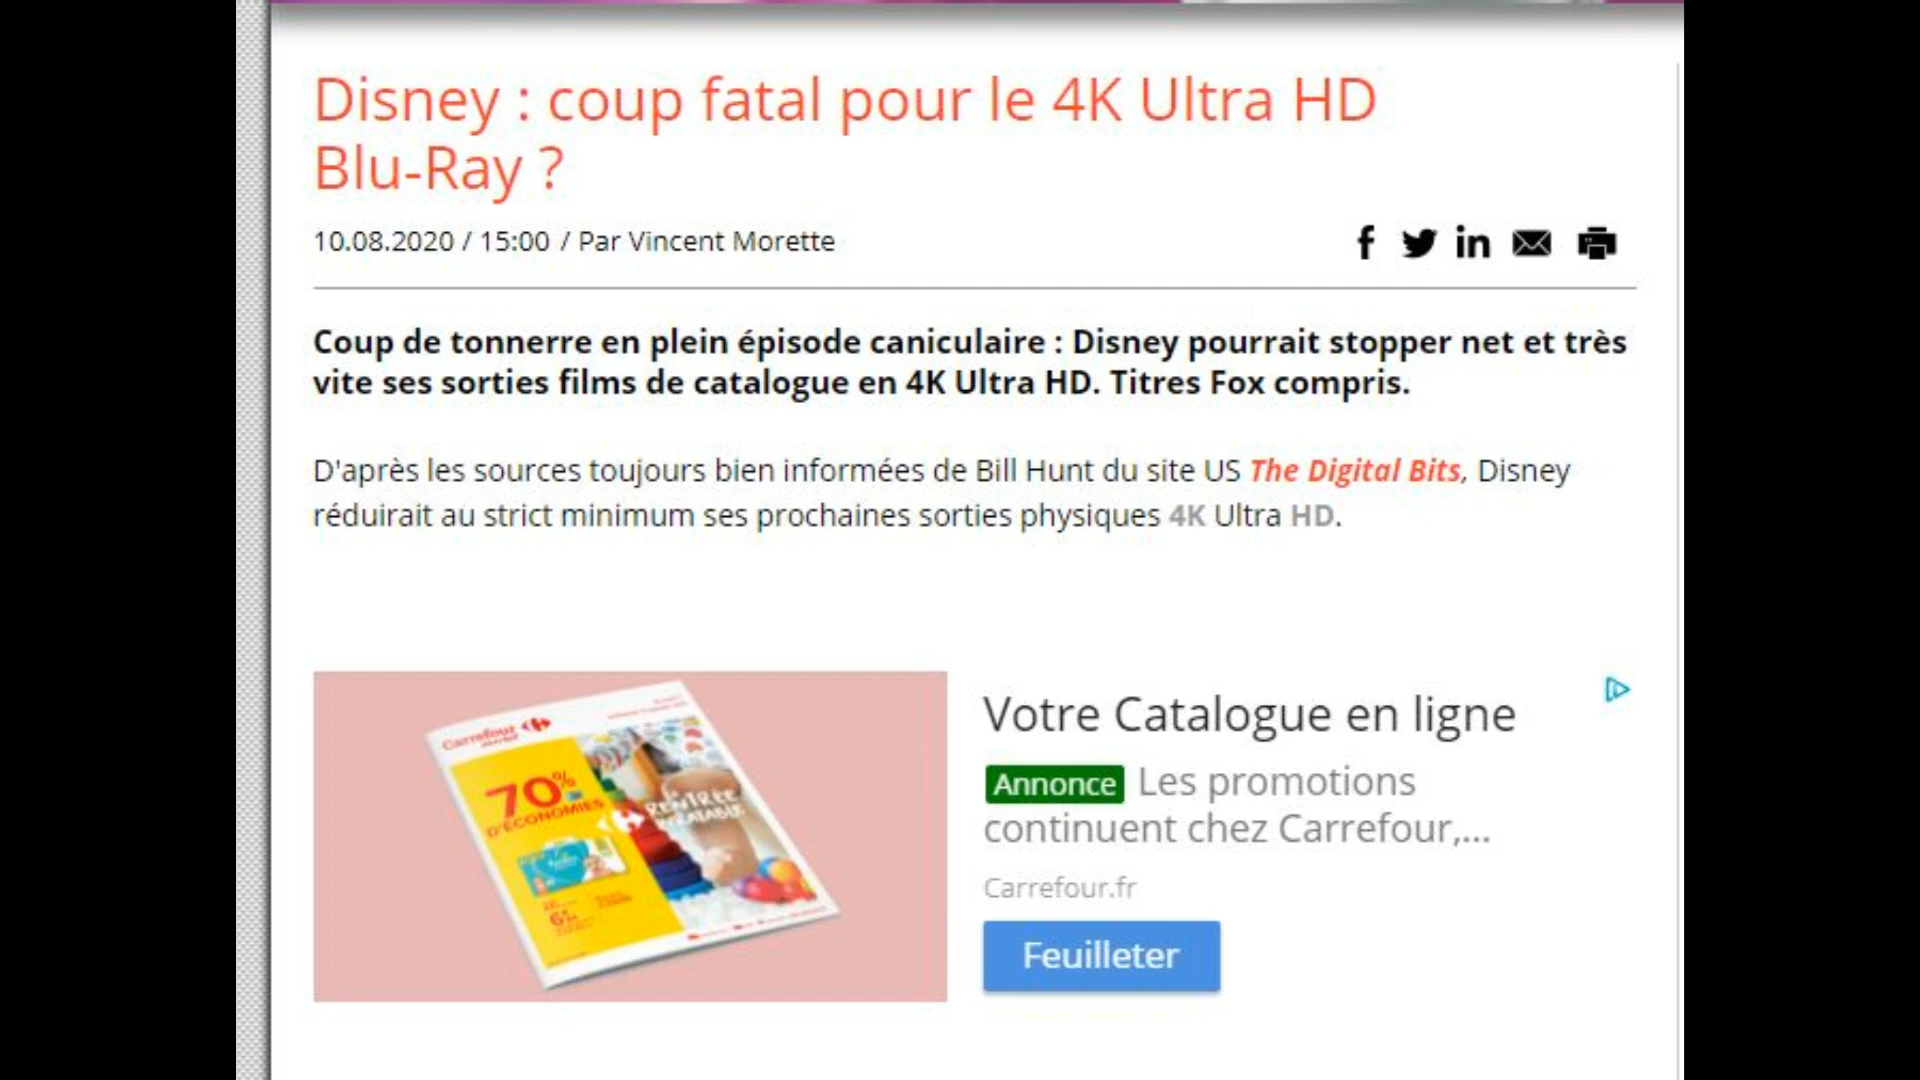 Disney : coup fatal pour le 4K Ultra HD
Blu-Ray ?
10.08.2020 / 15:00 / Par Vincent Morette
Coup de tonnerre en plein épisode caniculaire : Disney pourrait stopper net et très
vite ses sorties films de catalogue en 4K Ultra HD. Titres Fox compris.
D'après les sources toujours bien informées de Bill Hunt du site US The Digital Bits, Disney
réduirait au strict minimum ses prochaines sorties physiques 4K Ultra HD.
Carrefour
70%
D'ÉCONOMIES
RENTRÉE
Votre Catalogue en ligne
Annonce Les promotions
continuent chez Carrefour,...
Carrefour.fr
Feuilleter